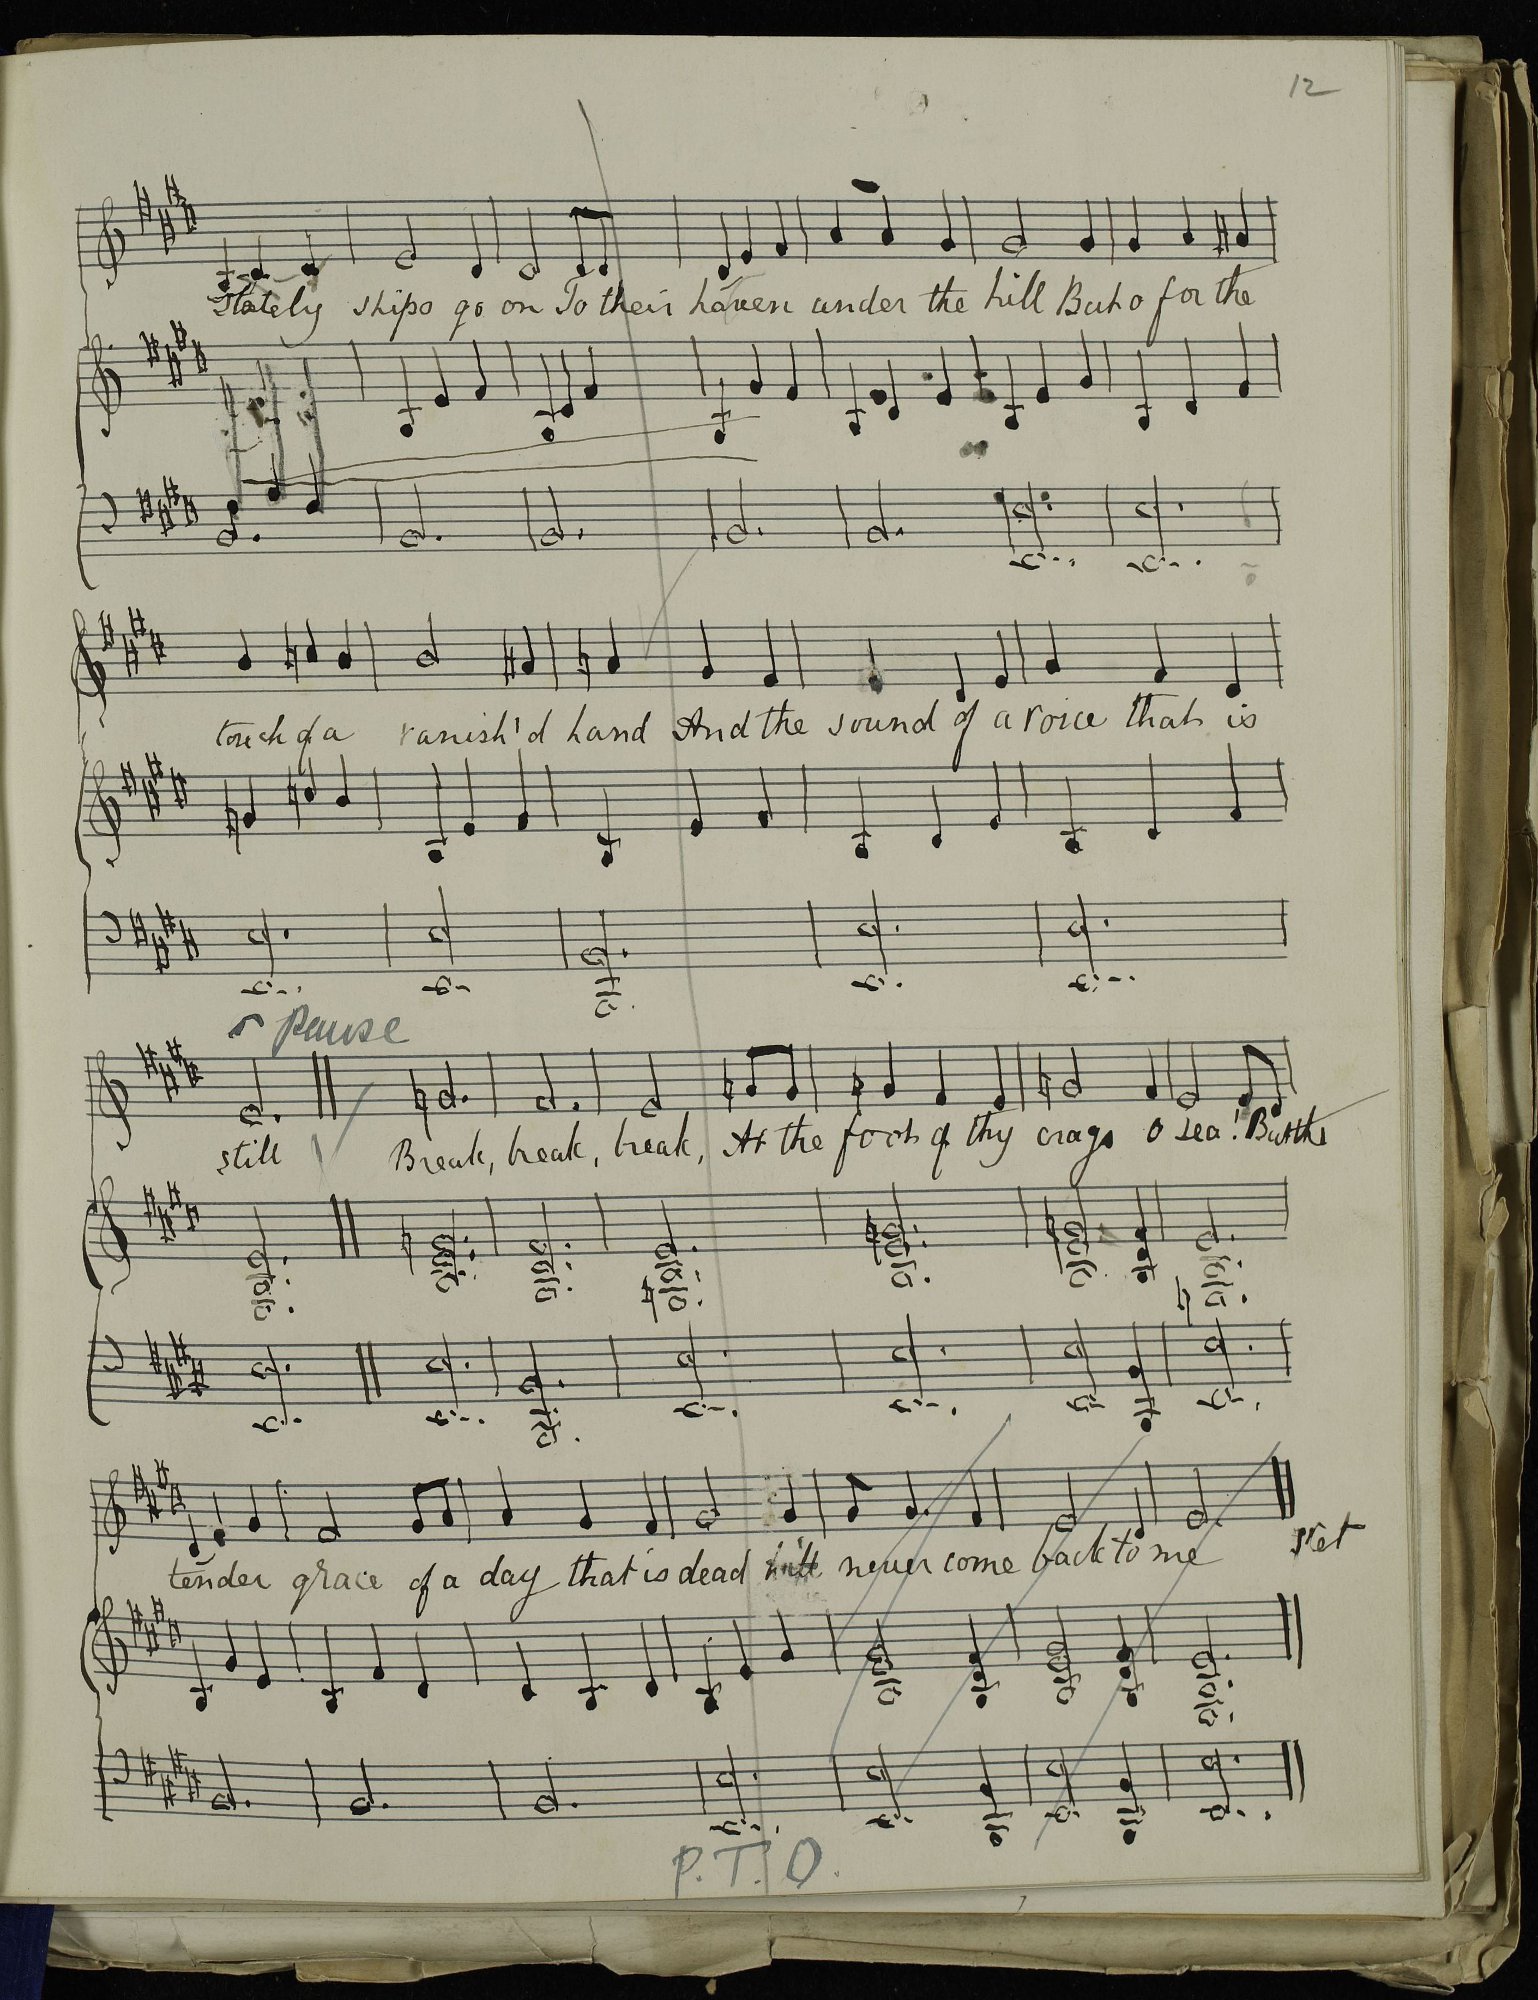 12
Stately ships go on To their haven under the hill But o for the
touch of a vanish'd hand And the sound of a voice that is
Pause
still Break, break, break, At the foot of thy crags o sea! But the
tender grace of a day that is dead will never come back to me
P.T.O.